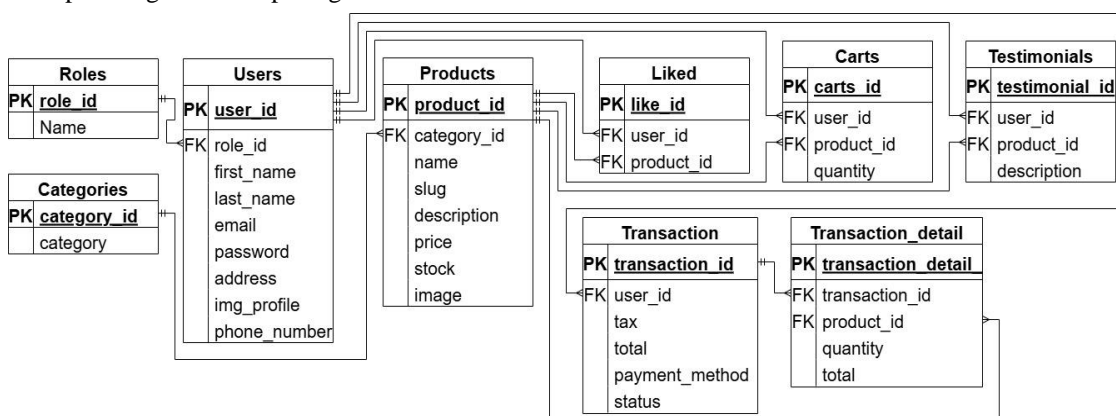 Roles
PK role_id
Name
Categories
PK category_id
category
Users
PK user_id
FK role_id
first_name
last_name
email
password
address
img_profile
phone_number
Products
PK product_id
FK category_id
name
slug
description
price
stock
image
Liked
PK like_id
FK user_id
FK product_id
Carts
PK carts_id
FK user_id
FK product_id
quantity
Testimonials
PK testimonial_id
FK user_id
FK product_id
description
Transaction
PK transaction_id
FK user_id
tax
total
payment_method
status
Transaction_detail
PK transaction_detail_
FK transaction_id
FK product_id
quantity
total